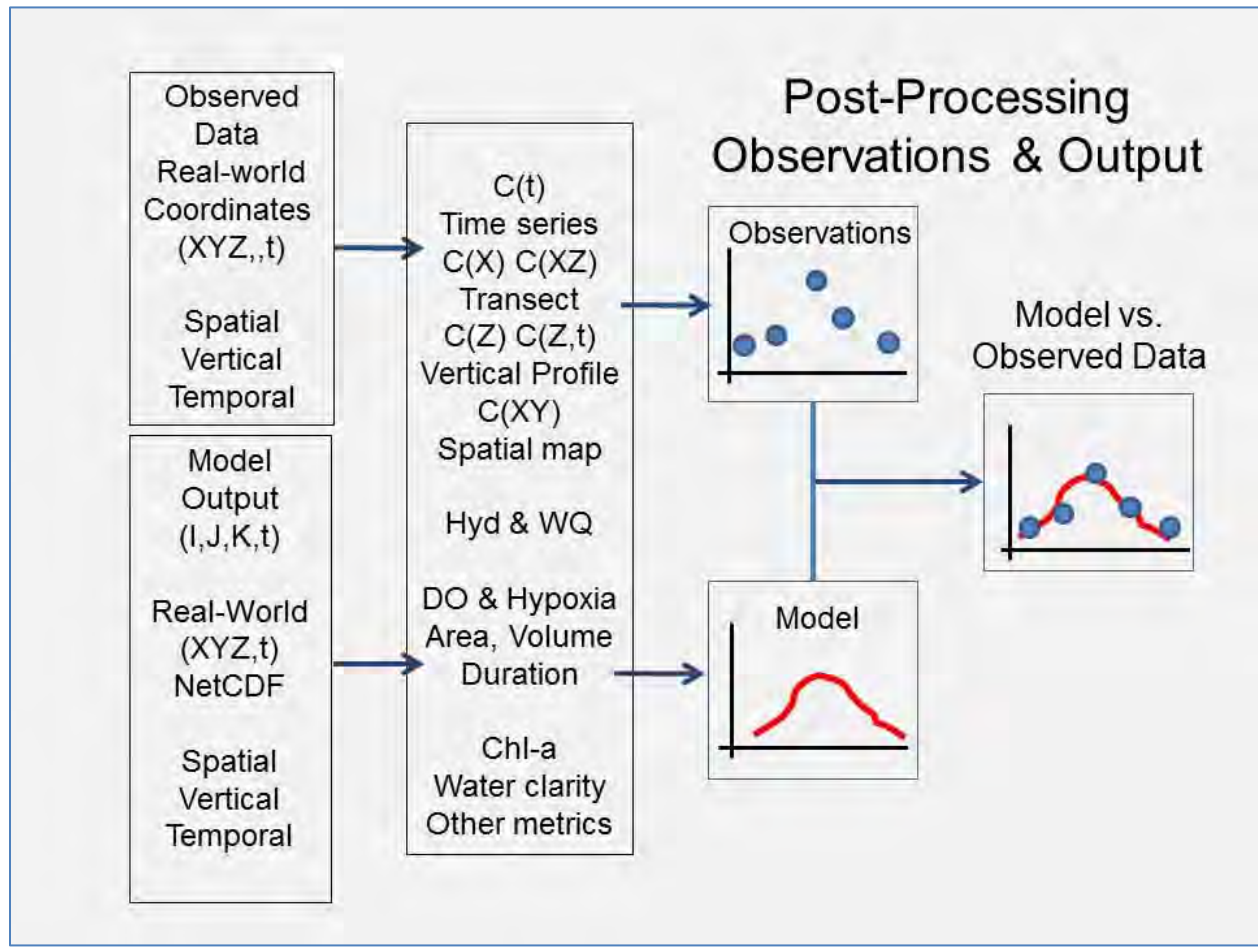 Post-Processing
Observations & Output
Observed
Data
Real-world
Coordinates
(XYZ,,t)
Spatial
Vertical
Temporal
Model
Output
(I,J,K,t)
Real-World
(XYZ,t)
NetCDF
Spatial
Vertical
Temporal
C(t)
Time series
C(X) C(XZ)
Transect
C(Z) C(Z,t)
Vertical Profile
C(XY)
Spatial map
Hyd & WQ
DO & Hypoxia
Area, Volume
Duration
Chl-a
Water clarity
Other metrics
Observations
Model
Model vs.
Observed Data